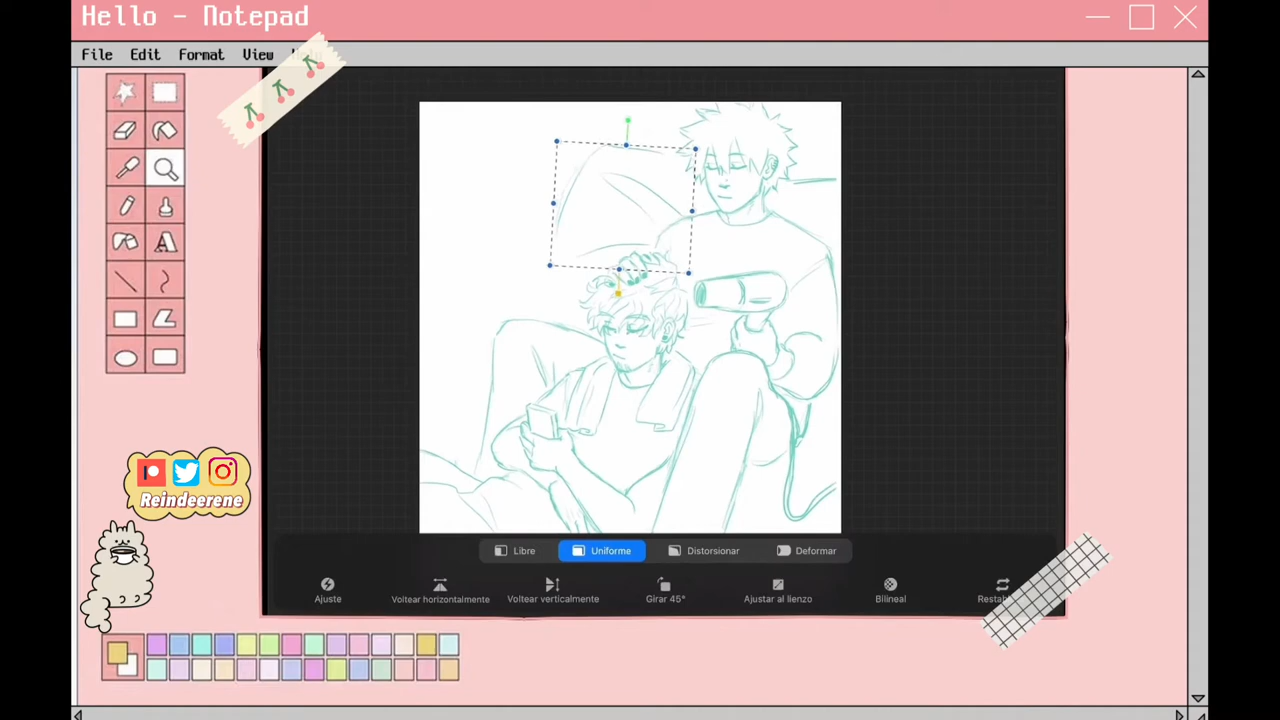 Hello - Notepad
File Edit Format View
A
Reindeerene
Libre Uniforme Distorsionar Deformar
Ajuste Voltear horizontalmente Voltear verticalmente Girar 45° Ajustar al lienzo Bilineal